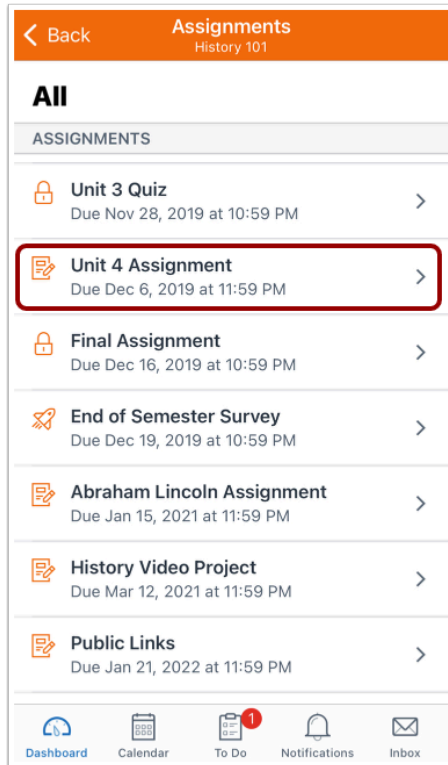 Back
Assignments
History 101
All
ASSIGNMENTS
Unit 3 Quiz
Due Nov 28, 2019 at 10:59 PM
Unit 4 Assignment
Due Dec 6, 2019 at 11:59 PM
Final Assignment
Due Dec 16, 2019 at 10:59 PM
End of Semester Survey
Due Dec 19, 2019 at 10:59 PM
Abraham Lincoln Assignment
Due Jan 15, 2021 at 11:59 PM
History Video Project
Due Mar 12, 2021 at 11:59 PM
Public Links
Due Jan 21, 2022 at 11:59 PM
1
Dashboard Calendar To Do Notifications Inbox